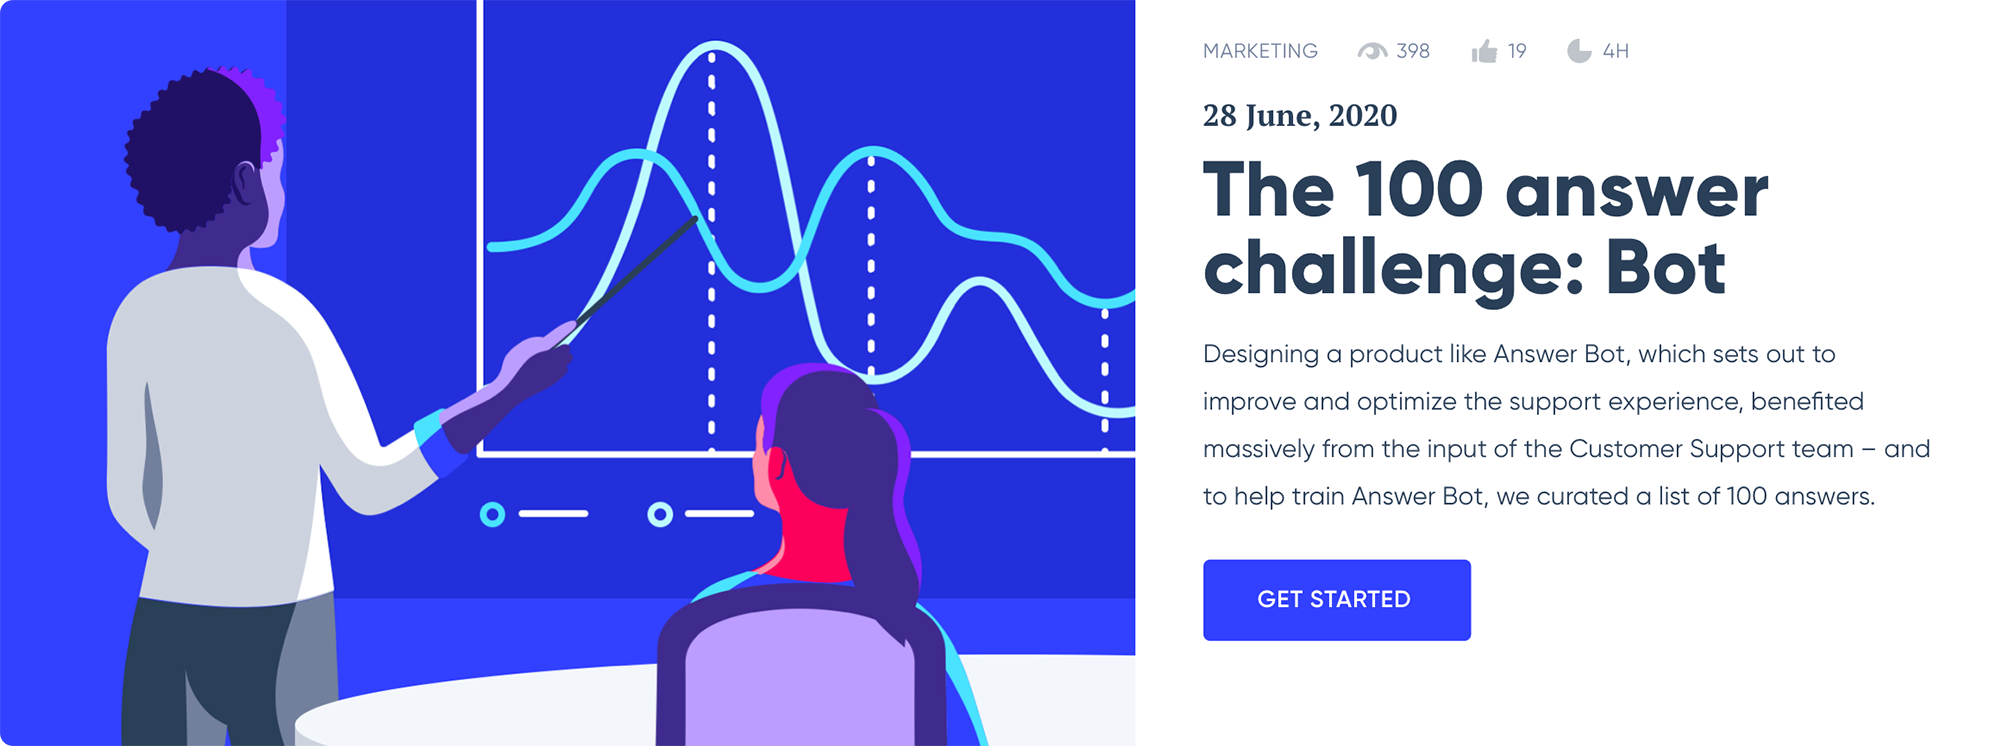 MARKETING 398 19 4H
28 June, 2020
The 100 answer
challenge: Bot
Designing a product like Answer Bot, which sets out to
improve and optimize the support experience, benefited
massively from the input of the Customer Support team – and
to help train Answer Bot, we curated a list of 100 answers.
GET STARTED